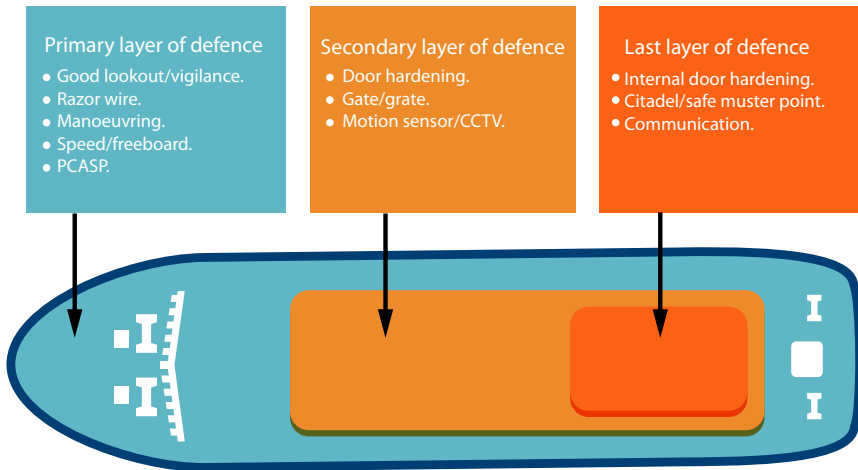 Primary layer of defence
• Good lookout/vigilance.
• Razor wire.
• Manoeuvring.
• Speed/freeboard.
• PCASP.
Secondary layer of defence
• Door hardening.
• Gate/grate.
• Motion sensor/CCTV.
Last layer of defence
• Internal door hardening.
• Citadel/safe muster point.
• Communication.